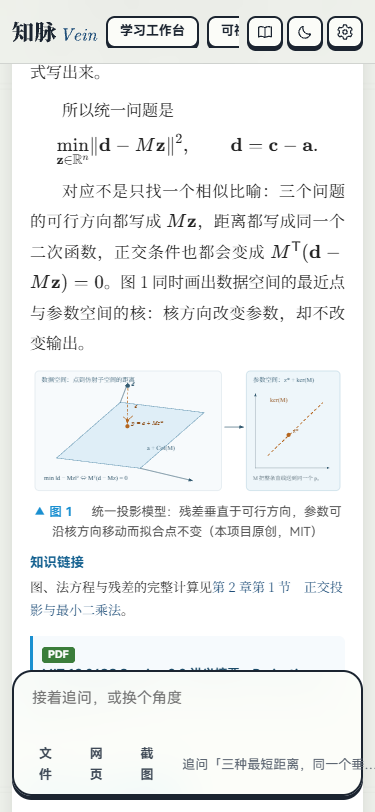 知脉 Vein 学习工作台 可视
式写出来。
所以统一问题是
min z∈ℝⁿ ‖d − Mz‖², d = c − a.
对应不是只找一个相似比喻：三个问题
的可行方向都写成 Mz，距离都写成同一个
二次函数，正交条件也都会变成 Mᵀ(d −
Mz) = 0。图 1 同时画出数据空间的最近点
与参数空间的核：核方向改变参数，却不改
变输出。
数据空间：点到仿射子空间的距离
a + Col(M)
min ‖d − Mz‖² ⇔ Mᵀ(d − Mz) = 0
参数空间：z* + ker(M)
ker(M)
▲ 图 1 统一投影模型：残差垂直于可行方向，参数可
沿核方向移动而拟合点不变（本项目原创，MIT）
知识链接
图、法方程与残差的完整计算见第 2 章第 1 节 正交投
影与最小二乘法。
PDF
接着追问，或换个角度
文件 网页 截图 追问「三种最短距离，同一个垂…